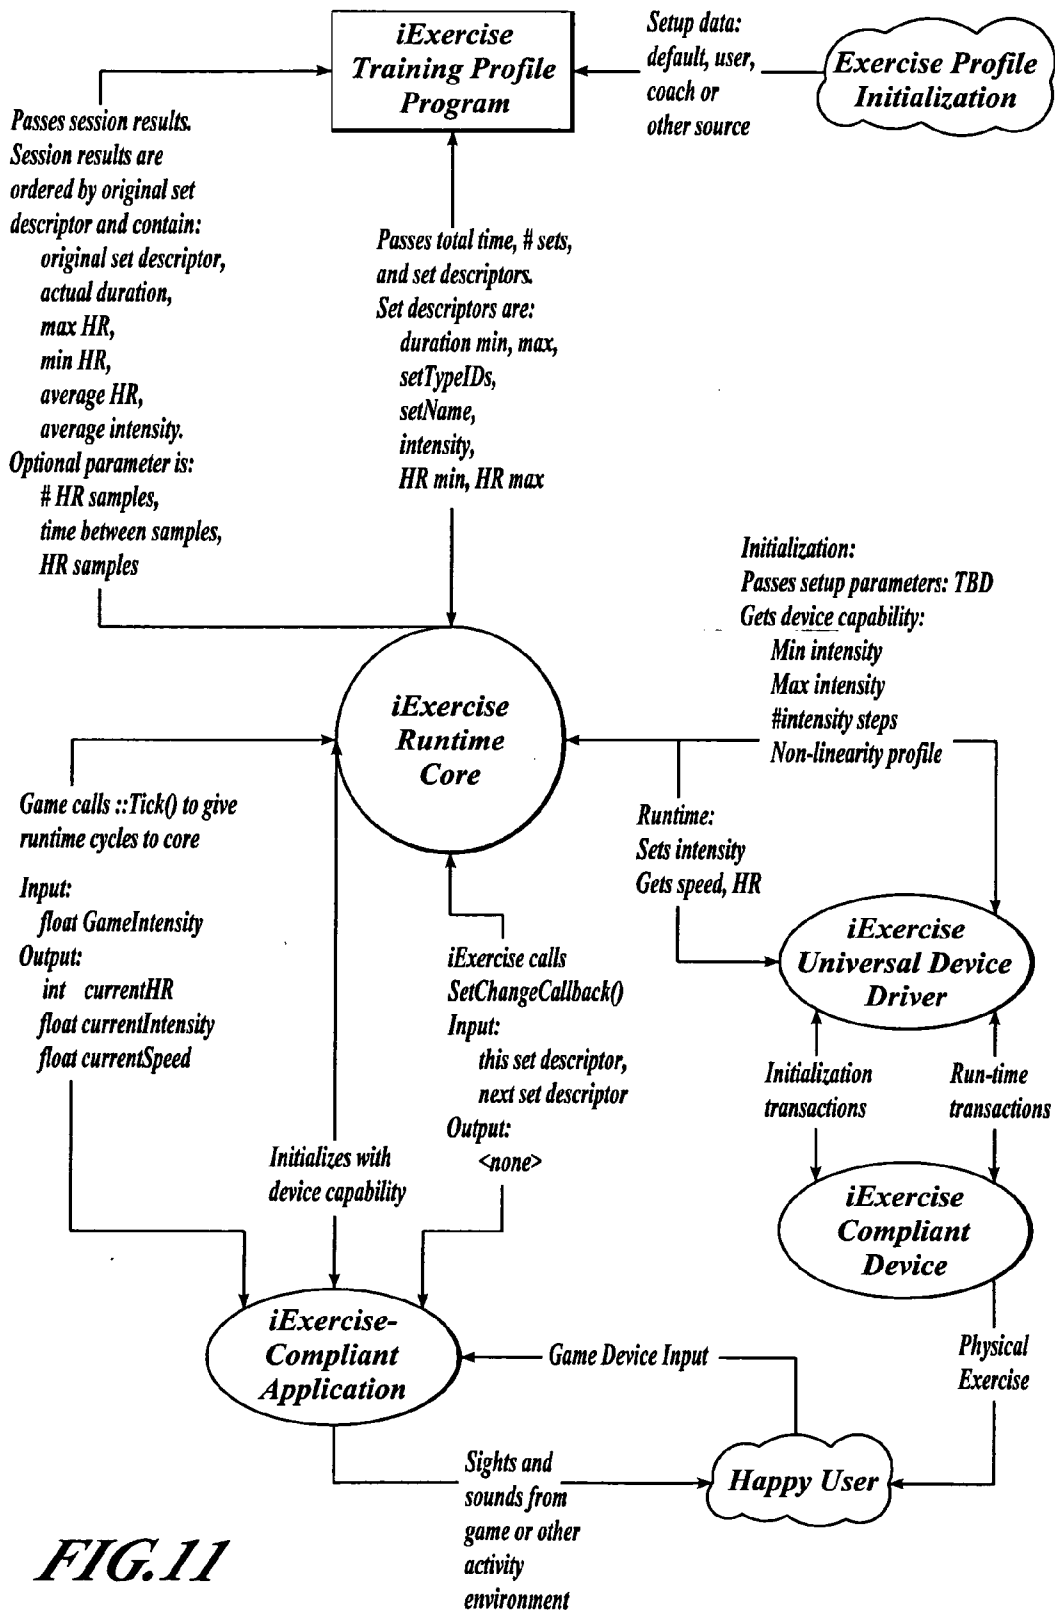 iExercise
Training Profile
Program
Setup data:
default, user,
coach or
other source
Exercise Profile
Initialization
Passes session results.
Session results are
ordered by original set
descriptor and contain:
original set descriptor,
actual duration,
max HR,
min HR,
average HR,
average intensity.
Optional parameter is:
# HR samples,
time between samples,
HR samples
Passes total time, # sets,
and set descriptors.
Set descriptors are:
duration min, max,
setTypeIDs,
setName,
intensity,
HR min, HR max
Initialization:
Passes setup parameters: TBD
Gets device capability:
Min intensity
Max intensity
#intensity steps
Non-linearity profile
iExercise
Runtime
Core
Game calls ::Tick() to give
runtime cycles to core
Input:
float GameIntensity
Output:
int currentHR
float currentIntensity
float currentSpeed
Runtime:
Sets intensity
Gets speed, HR
iExercise
Universal Device
Driver
iExercise calls
SetChangeCallback()
Input:
this set descriptor,
next set descriptor
Output:
<none>
Initializes with
device capability
Initialization
transactions
Run-time
transactions
iExercise
Compliant
Device
iExercise-
Compliant
Application
Game Device Input
Physical
Exercise
Sights and
sounds from
game or other
activity
environment
Happy User
FIG.11